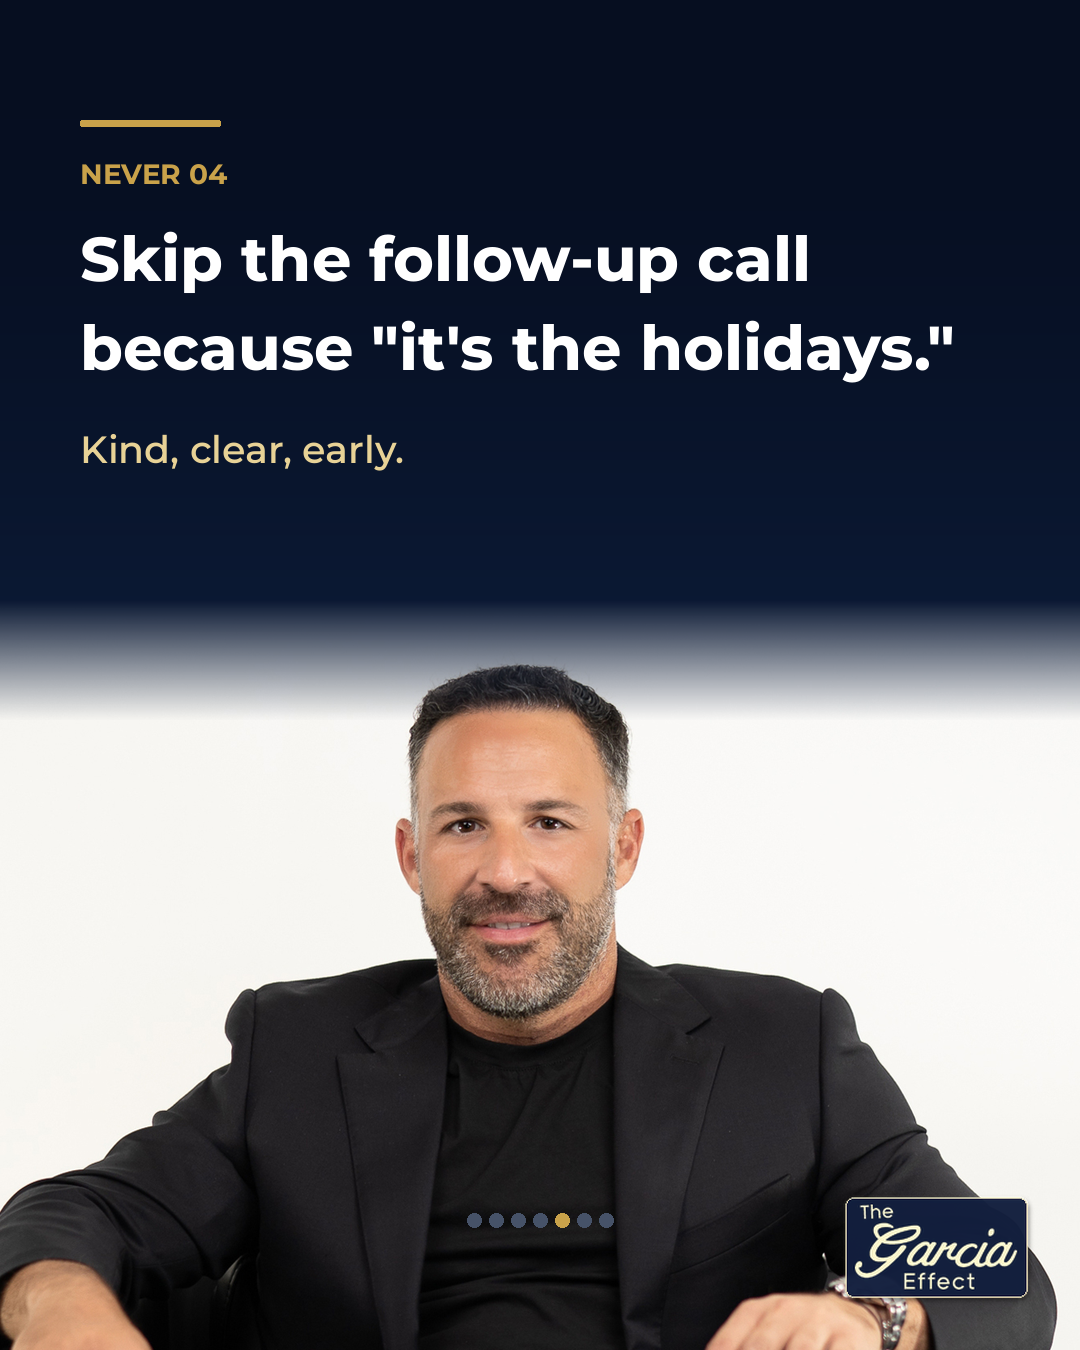 NEVER 04
Skip the follow-up call
because "it's the holidays."
Kind, clear, early.
The
Garcia
Effect